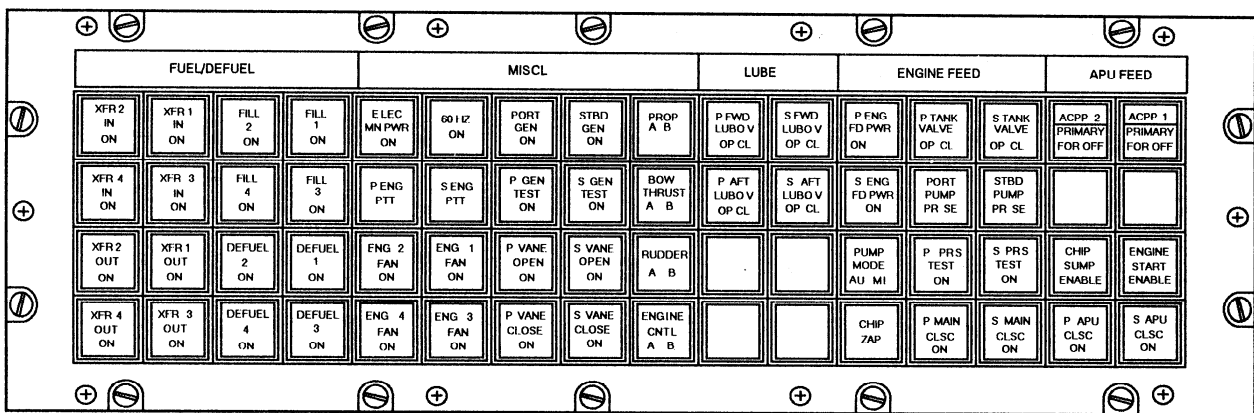 FUEL/DEFUEL
MISCL
LUBE
ENGINE FEED
APU FEED
XFR 2
IN
ON
XFR 1
IN
ON
FILL
2
ON
FILL
1
ON
ELEC
MN PWR
ON
60 HZ
ON
PORT
GEN
ON
STBD
GEN
ON
PROP
A B
P FWD
LUBO V
OP CL
S FWD
LUBO V
OP CL
P ENG
FD PWR
ON
P TANK
VALVE
OP CL
S TANK
VALVE
OP CL
ACPP 2
PRIMARY
FOR OFF
ACPP 1
PRIMARY
FOR OFF
XFR 4
IN
ON
XFR 3
IN
ON
FILL
4
ON
FILL
3
ON
P ENG
PTT
S ENG
PTT
P GEN
TEST
ON
S GEN
TEST
ON
BOW
THRUST
A B
P AFT
LUBO V
OP CL
S AFT
LUBO V
OP CL
S ENG
FD PWR
ON
PORT
PUMP
PR SE
STBD
PUMP
PR SE
XFR 2
OUT
ON
XFR 1
OUT
ON
DEFUEL
2
ON
DEFUEL
1
ON
ENG 2
FAN
ON
ENG 1
FAN
ON
P VANE
OPEN
ON
S VANE
OPEN
ON
RUDDER
A B
PUMP
MODE
AU MI
P PRS
TEST
ON
S PRS
TEST
ON
CHIP
SUMP
ENABLE
ENGINE
START
ENABLE
XFR 4
OUT
ON
XFR 3
OUT
ON
DEFUEL
4
ON
DEFUEL
3
ON
ENG 4
FAN
ON
ENG 3
FAN
ON
P VANE
CLOSE
ON
S VANE
CLOSE
ON
ENGINE
CNTL
A B
CHIP
ZAP
P MAIN
CLSC
ON
S MAIN
CLSC
ON
P APU
CLSC
ON
S APU
CLSC
ON